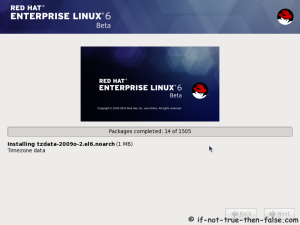 RED HAT®
ENTERPRISE LINUX® 6
Beta
RED HAT®
ENTERPRISE LINUX® 6
Beta
Packages completed: 14 of 1505
Installing tzdata-2009o-2.el6.noarch (1 MB)
Timezone data
Back
Next
© if-not-true-then-false.com